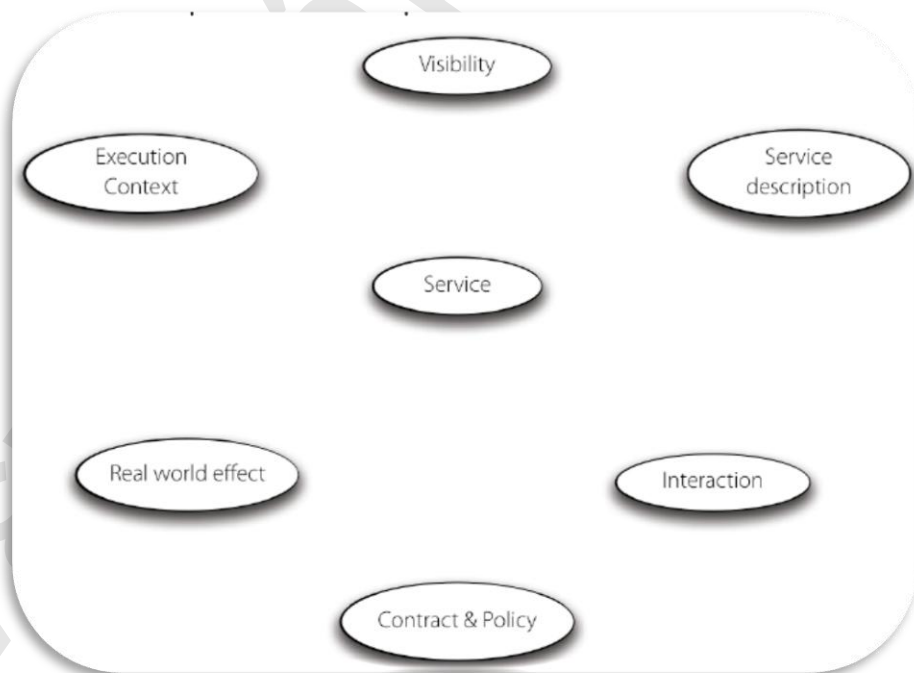 Visibility
Execution
Context
Service
description
Service
Real world effect
Interaction
Contract & Policy